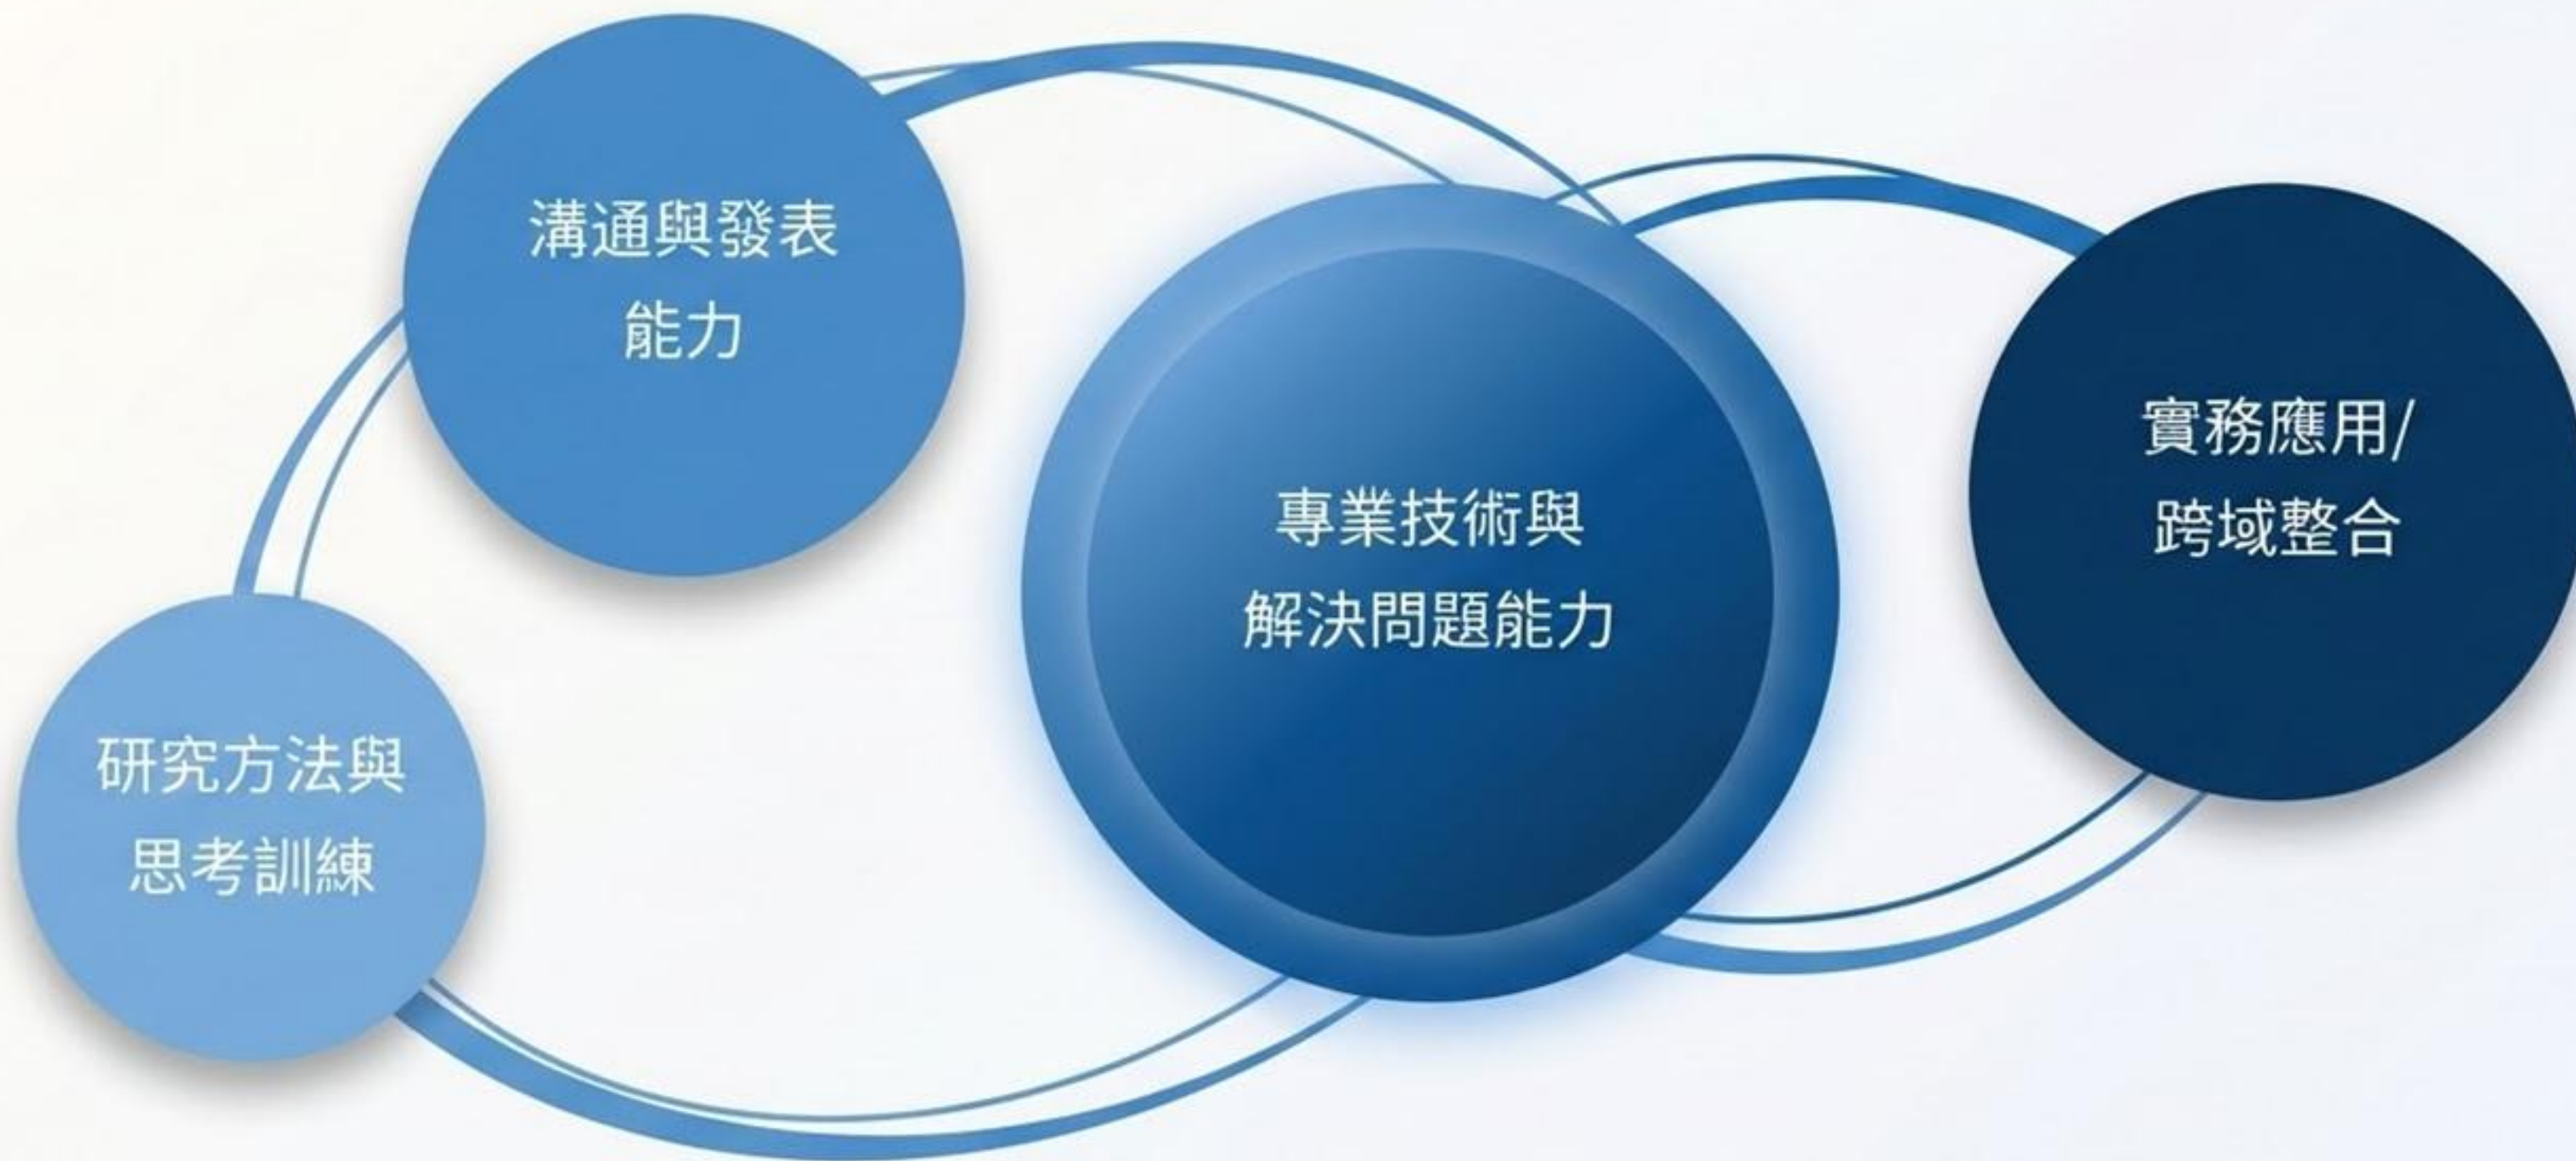 溝通與發表
能力
專業技術與
解決問題能力
實務應用/
跨域整合
研究方法與
思考訓練